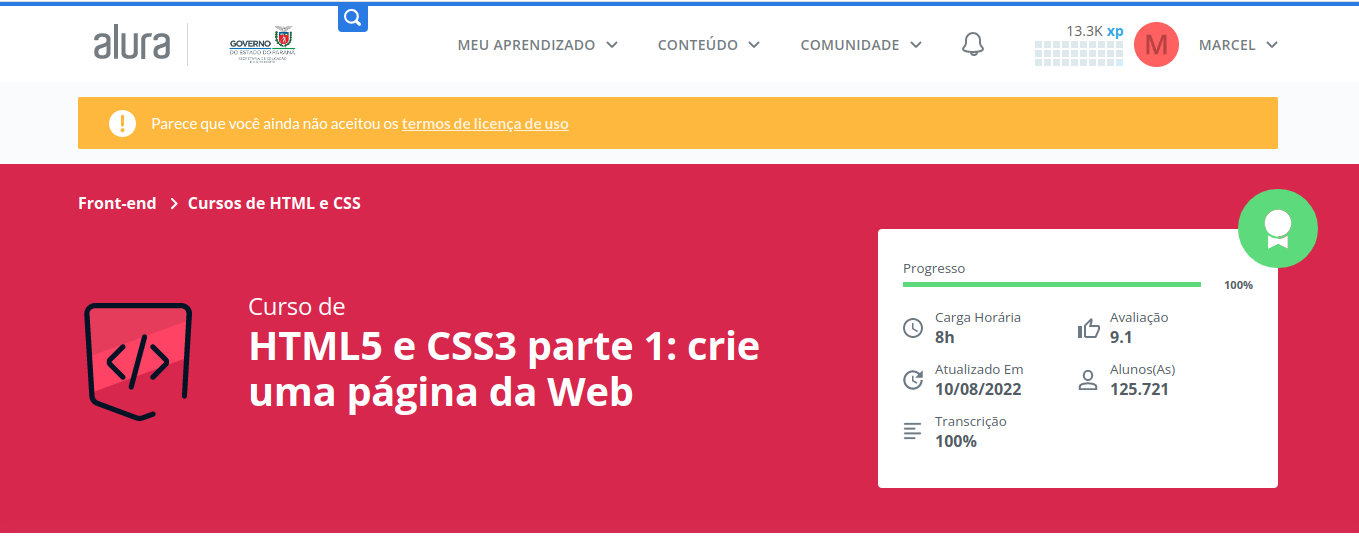 alura
GOVERNO
DO ESTADO DO PARANÁ
SECRETARIA DE EDUCAÇÃO
MEU APRENDIZADO
CONTEÚDO
COMUNIDADE
13.3K xp
M
MARCEL
Parece que você ainda não aceitou os termos de licença de uso
Front-end
Cursos de HTML e CSS
Curso de
HTML5 e CSS3 parte 1: crie
uma página da Web
Progresso
100%
Carga Horária
8h
Avaliação
9.1
Atualizado Em
10/08/2022
Alunos(As)
125.721
Transcrição
100%